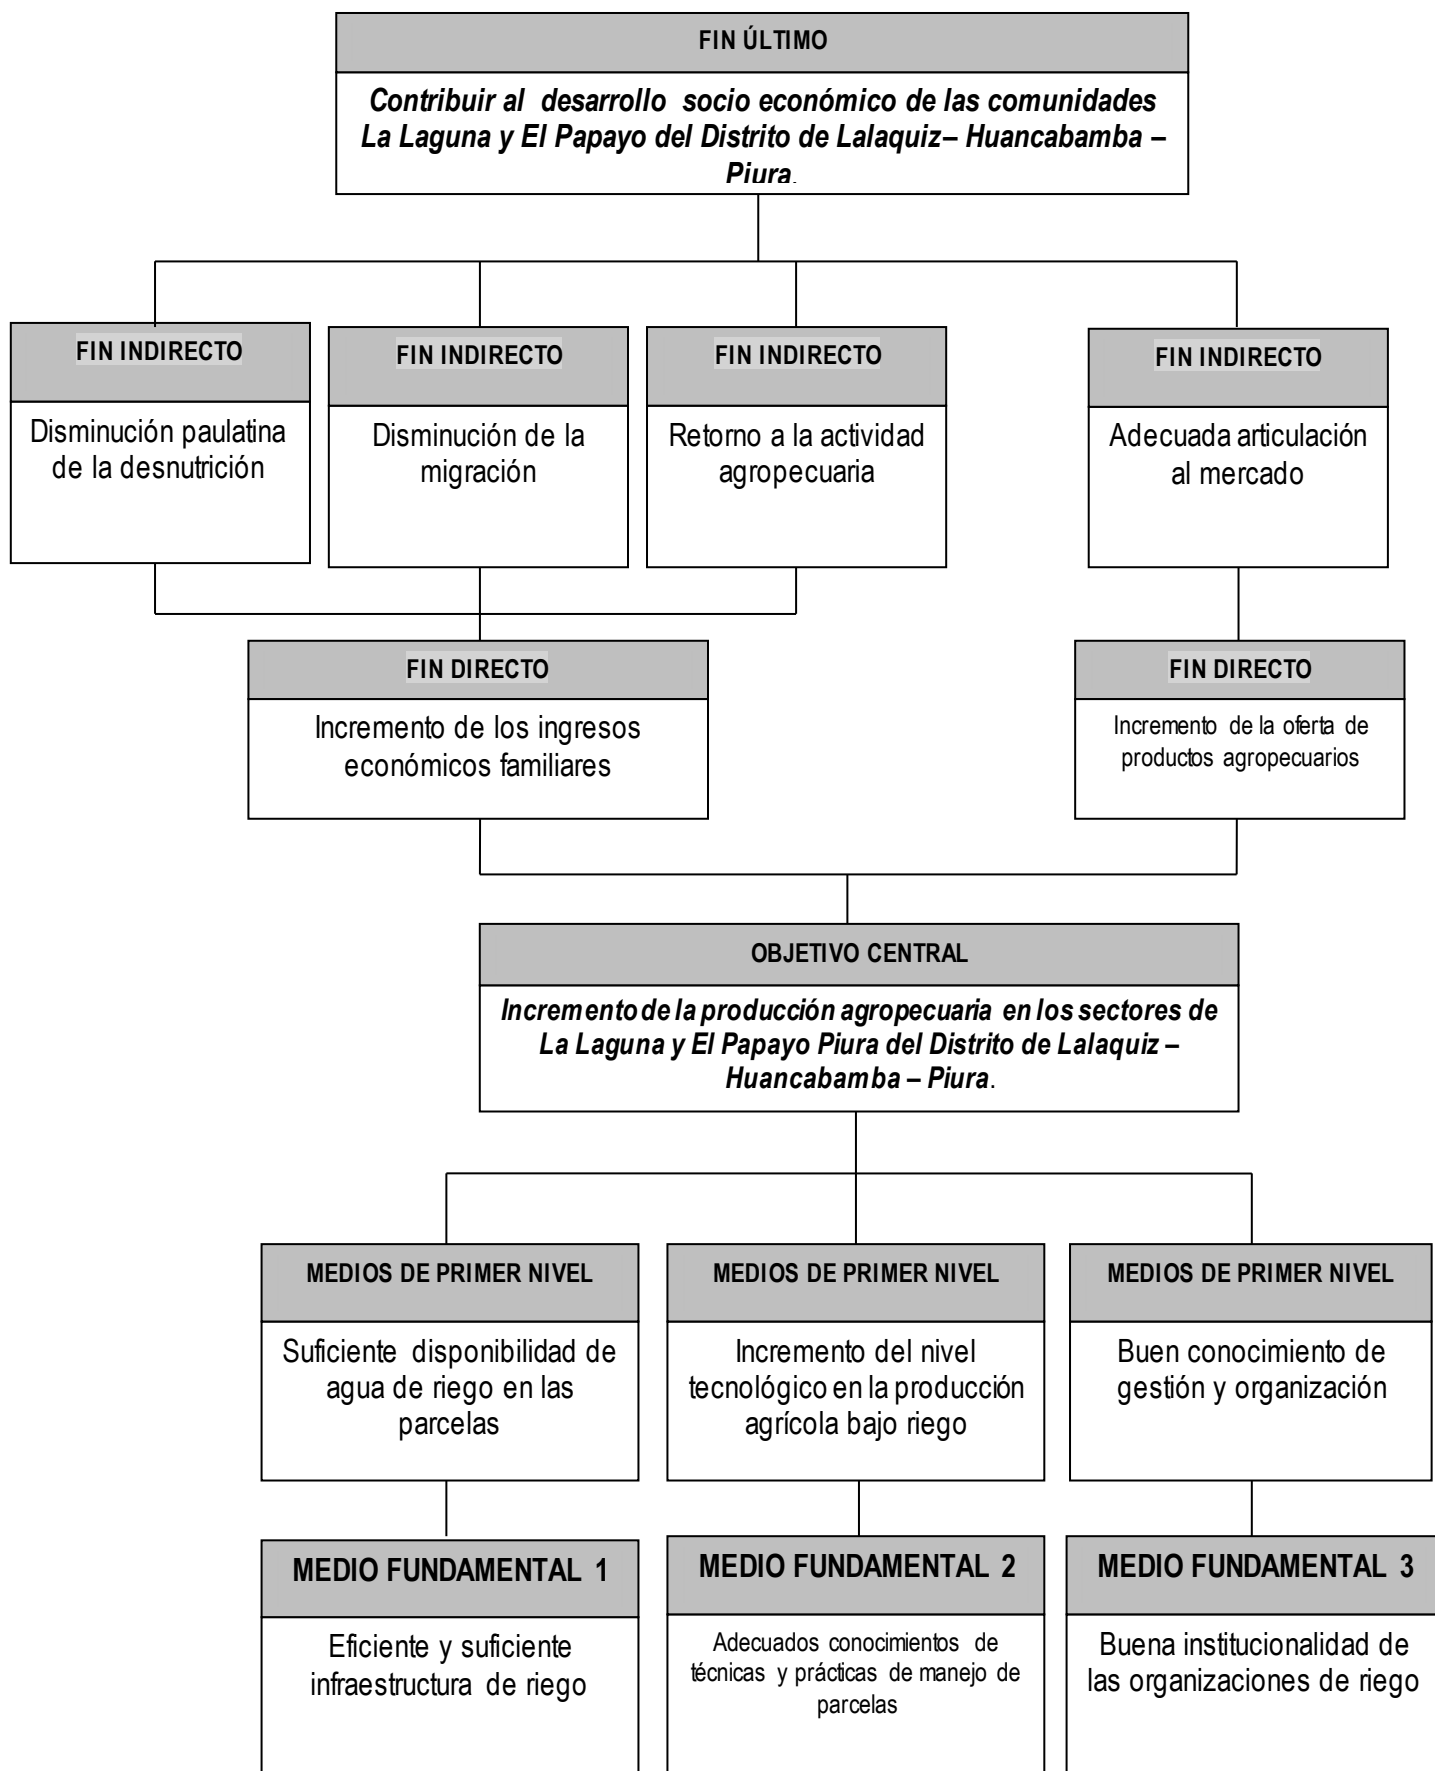 FIN ÚLTIMO
Contribuir al desarrollo socio económico de las comunidades
La Laguna y El Papayo del Distrito de Lalaquiz– Huancabamba –
Piura.
FIN INDIRECTO
Disminución paulatina
de la desnutrición
FIN INDIRECTO
Disminución de la
migración
FIN INDIRECTO
Retorno a la actividad
agropecuaria
FIN INDIRECTO
Adecuada articulación
al mercado
FIN DIRECTO
Incremento de los ingresos
económicos familiares
FIN DIRECTO
Incremento de la oferta de
productos agropecuarios
OBJETIVO CENTRAL
Incremento de la producción agropecuaria en los sectores de
La Laguna y El Papayo Piura del Distrito de Lalaquiz –
Huancabamba – Piura.
MEDIOS DE PRIMER NIVEL
Suficiente disponibilidad de
agua de riego en las
parcelas
MEDIOS DE PRIMER NIVEL
Incremento del nivel
tecnológico en la producción
agrícola bajo riego
MEDIOS DE PRIMER NIVEL
Buen conocimiento de
gestión y organización
MEDIO FUNDAMENTAL 1
Eficiente y suficiente
infraestructura de riego
MEDIO FUNDAMENTAL 2
Adecuados conocimientos de
técnicas y prácticas de manejo de
parcelas
MEDIO FUNDAMENTAL 3
Buena institucionalidad de
las organizaciones de riego